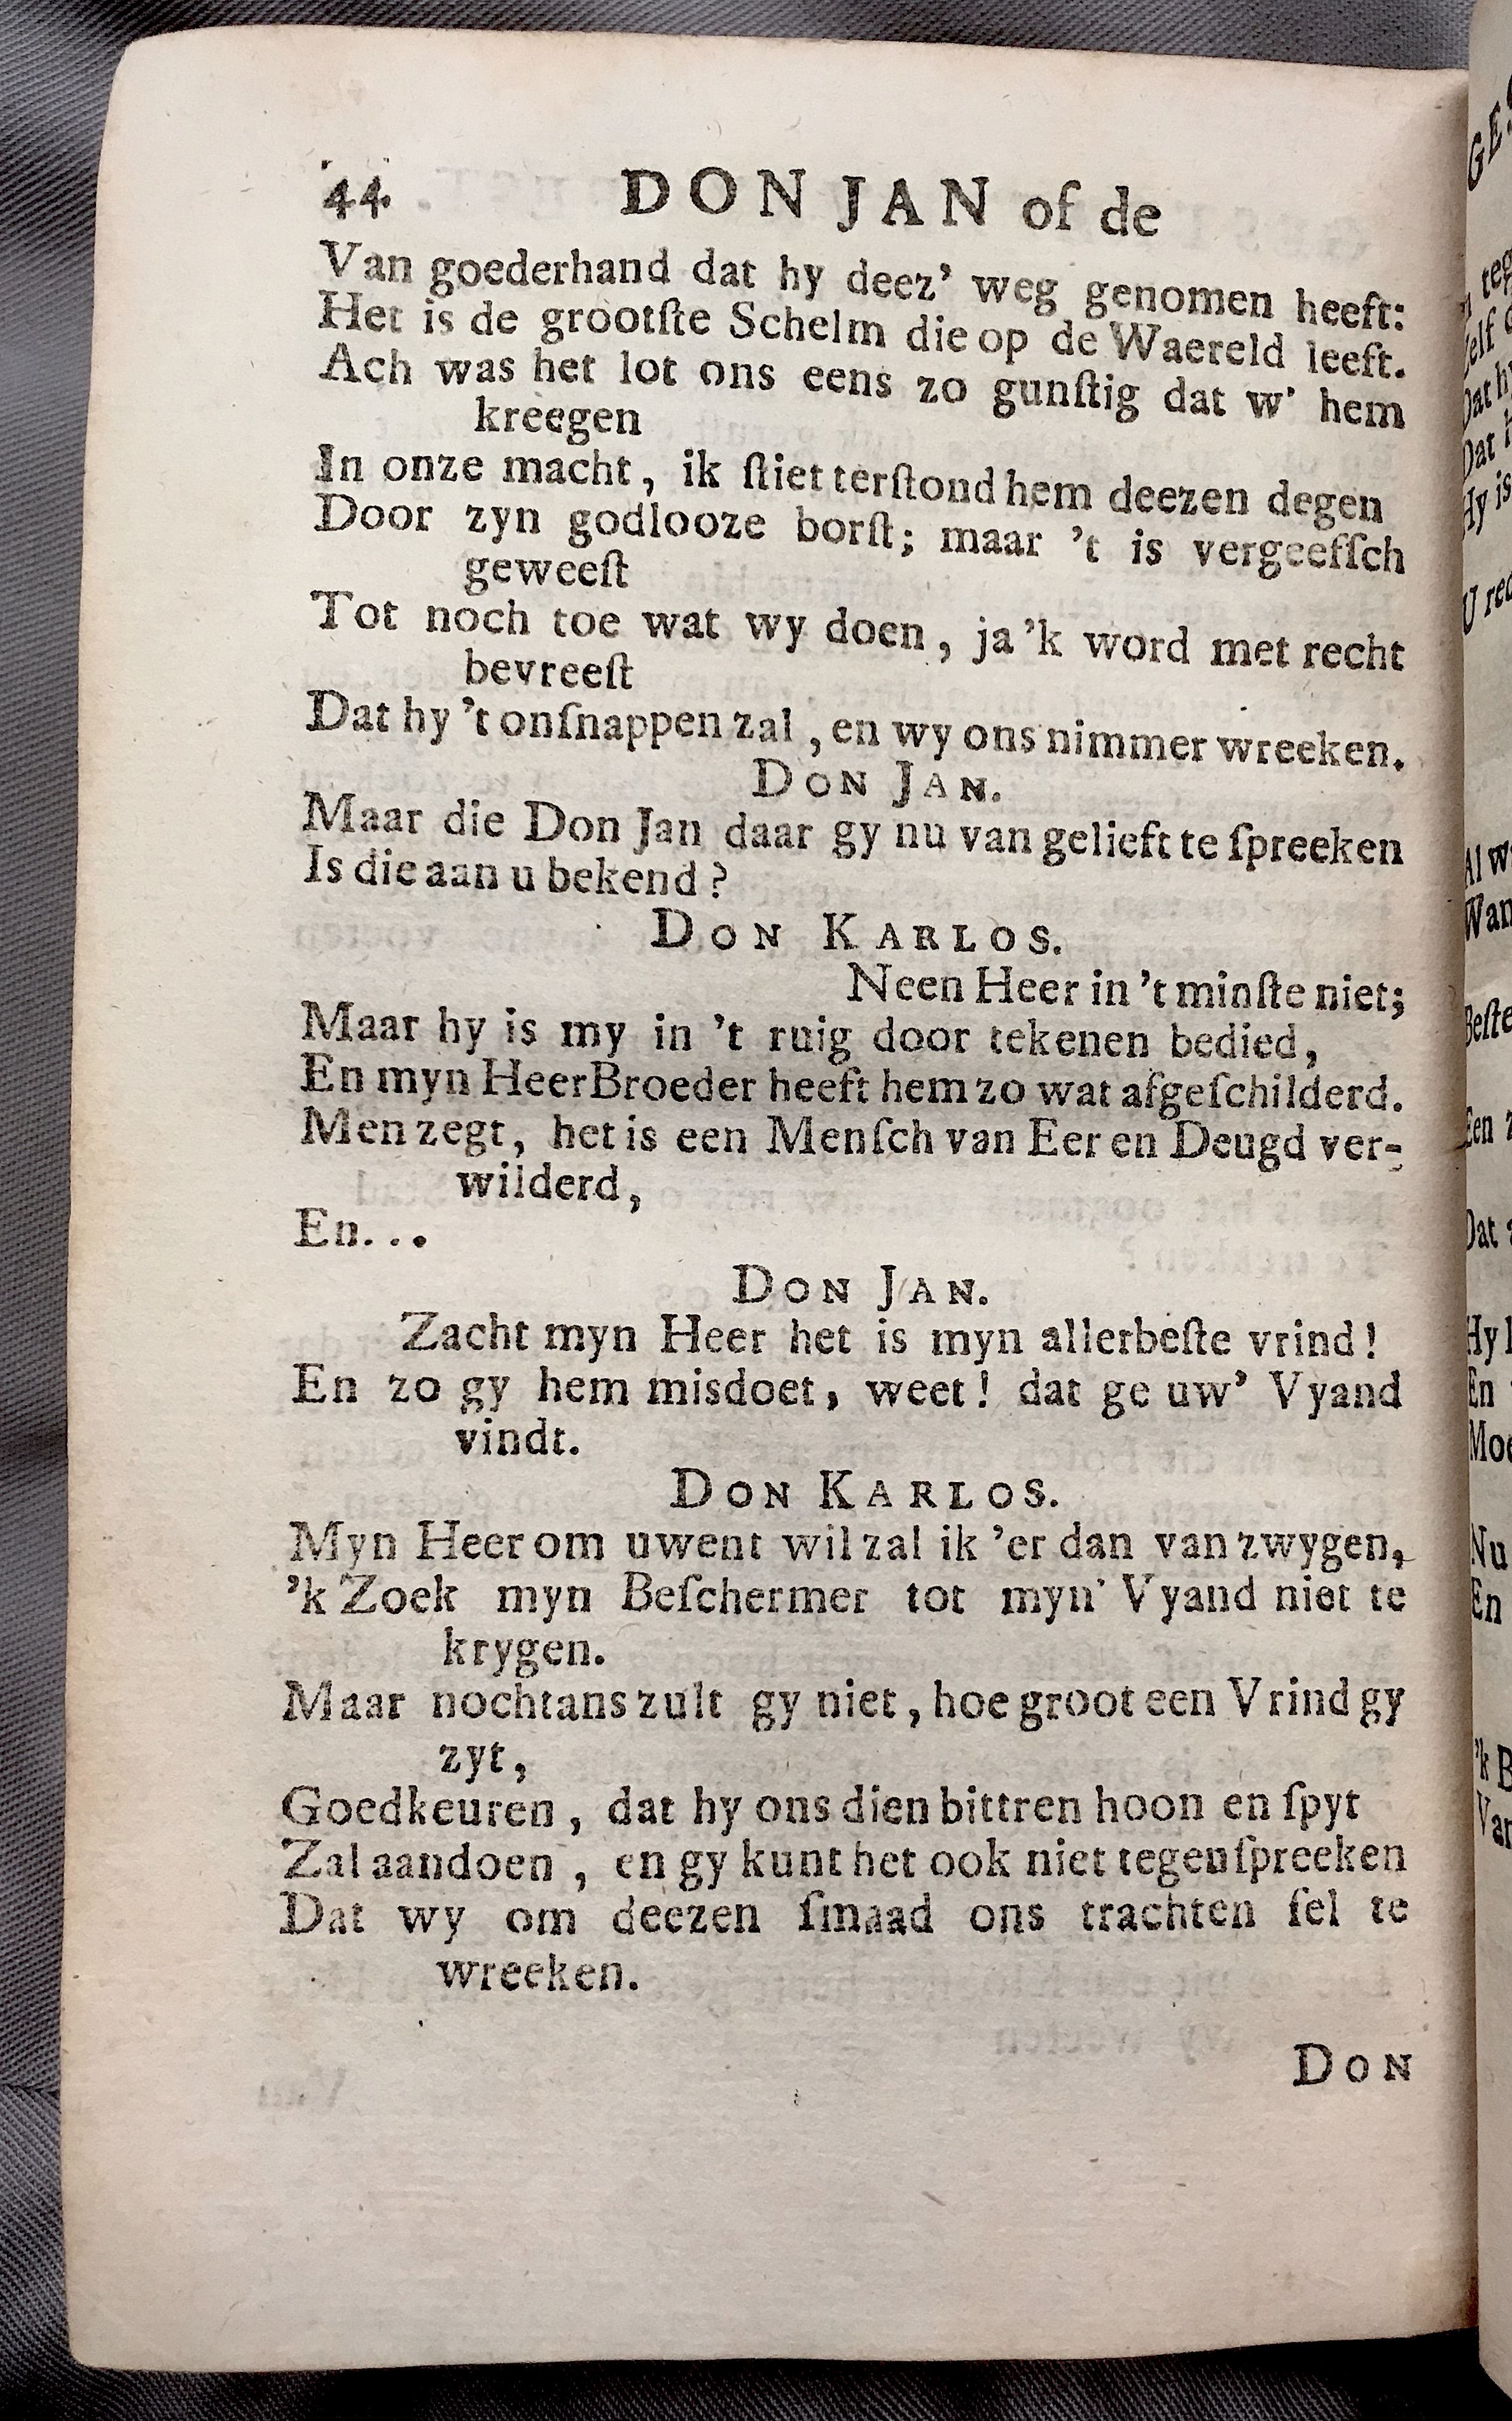 44 DON JAN of de
Van goederhand dat hy deez' weg genomen heeft:
Het is de grootſte Schelm die op de Waereld leeft.
Ach was het lot ons eens zo gunſtig dat w' hem
kreegen
In onze macht, ik ſtiet terſtond hem deezen degen
Door zyn godlooze borſt; maar 't is vergeefſch
geweeſt
Tot noch toe wat wy doen, ja 'k word met recht
bevreeſt
Dat hy 't onſnappen zal, en wy ons nimmer wreeken.
DON JAN.
Maar die Don Jan daar gy nu van gelieft te ſpreeken
Is die aan u bekend?
DON KARLOS.
Neen Heer in 't minſte niet;
Maar hy is my in 't ruig door tekenen bedied,
En myn Heer Broeder heeft hem zo wat afgeſchilderd.
Men zegt, het is een Menſch van Eer en Deugd ver-
wilderd,
En...
DON JAN.
Zacht myn Heer het is myn allerbeſte vrind!
En zo gy hem misdoet, weet! dat ge uw' Vyand
vindt.
DON KARLOS.
Myn Heer om uwent wil zal ik 'er dan van zwygen,
'k Zoek myn Beſchermer tot myn' Vyand niet te
krygen.
Maar nochtans zult gy niet, hoe groot een Vrind gy
zyt,
Goedkeuren, dat hy ons dien bittren hoon en ſpyt
Zal aandoen, en gy kunt het ook niet tegenſpreeken
Dat wy om deezen ſmaad ons trachten fel te
wreeken.
DON